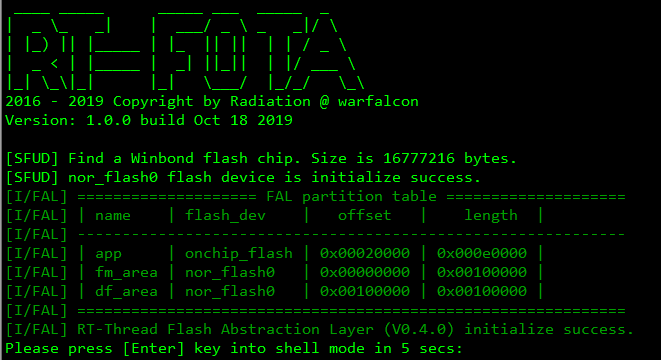 RT-FOTA
2016 - 2019 Copyright by Radiation @ warfalcon
Version: 1.0.0 build Oct 18 2019
[SFUD] Find a Winbond flash chip. Size is 16777216 bytes.
[SFUD] nor_flash0 flash device is initialize success.
[I/FAL] ==================== FAL partition table ====================
[I/FAL] | name     | flash_dev    |   offset   |    length  |
[I/FAL] -------------------------------------------------------------
[I/FAL] | app      | onchip_flash | 0x00020000 | 0x000e0000 |
[I/FAL] | fm_area  | nor_flash0   | 0x00000000 | 0x00100000 |
[I/FAL] | df_area  | nor_flash0   | 0x00100000 | 0x00100000 |
[I/FAL] =============================================================
[I/FAL] RT-Thread Flash Abstraction Layer (V0.4.0) initialize success.
Please press [Enter] key into shell mode in 5 secs: